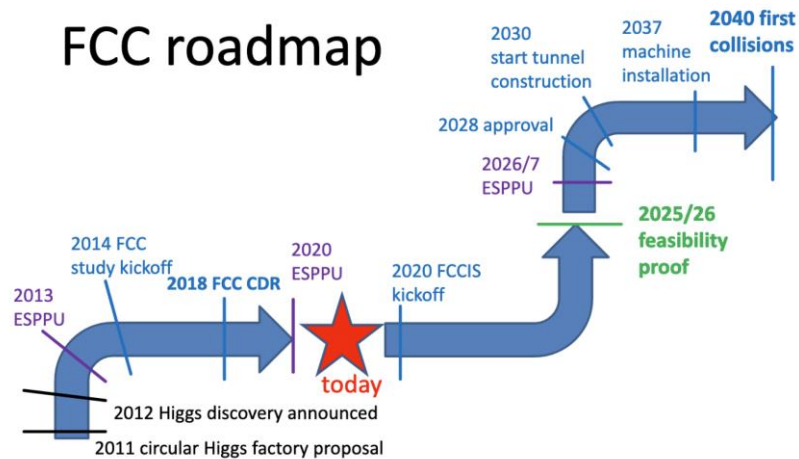 FCC roadmap
2011 circular Higgs factory proposal
2012 Higgs discovery announced
2013
ESPPU
2014 FCC
study kickoff
2018 FCC CDR
2020
ESPPU
today
2020 FCCIS
kickoff
2025/26
feasibility
proof
2026/7
ESPPU
2028 approval
2030
start tunnel
construction
2037
machine
installation
2040 first
collisions